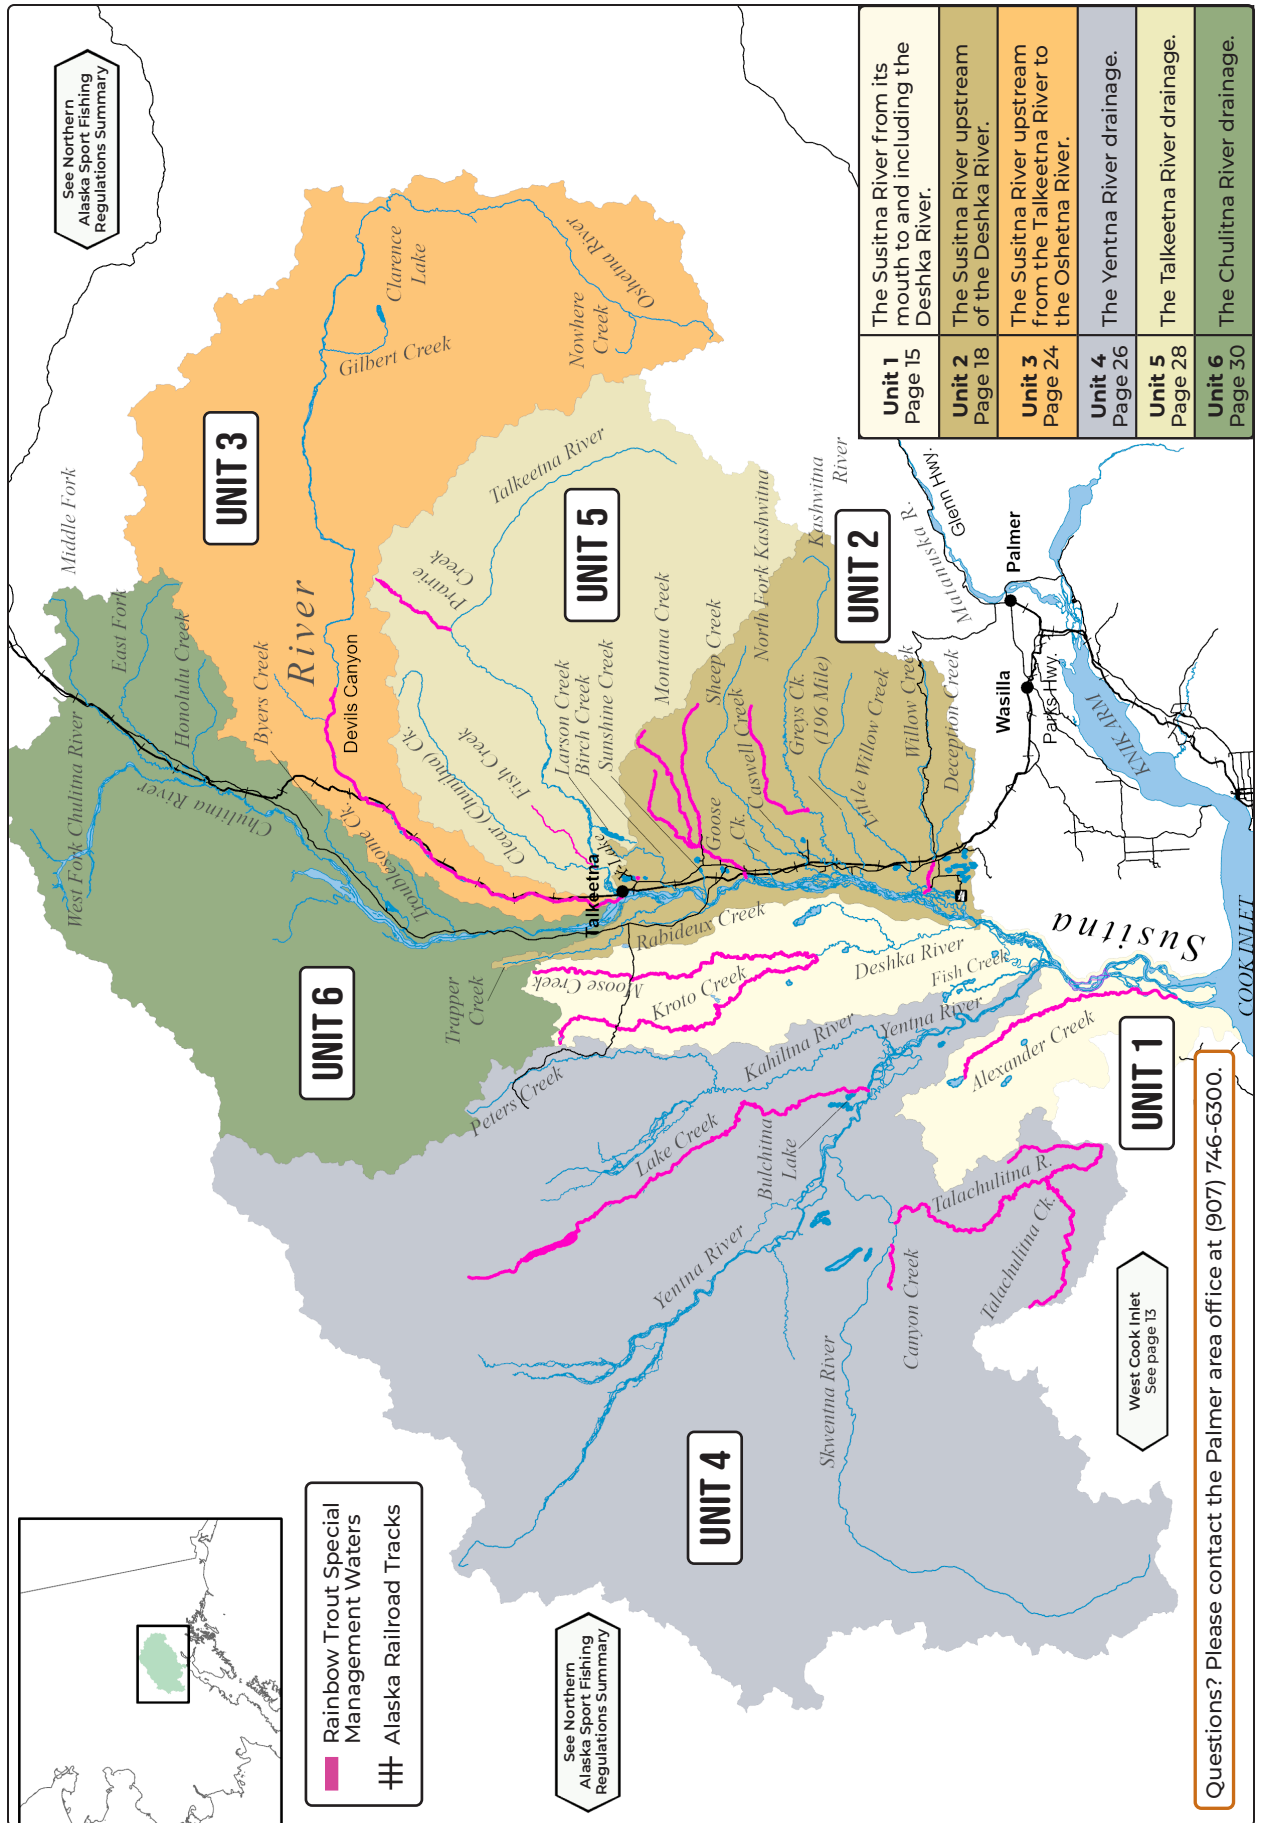 See Northern
Alaska Sport Fishing
Regulations Summary
Unit 1
Page 15
The Susitna River from its
mouth to and including the
Deshka River.
Unit 2
Page 18
The Susitna River upstream
of the Deshka River.
Unit 3
Page 24
The Susitna River upstream
from the Talkeetna River to
the Oshetna River.
Unit 4
Page 26
The Yentna River drainage.
Unit 5
Page 28
The Talkeetna River drainage.
Unit 6
Page 30
The Chulitna River drainage.
UNIT 3
Clarence
Lake
Gilbert Creek
Oshetna River
Nowhere
Creek
River
Devils Canyon
Middle Fork
East Fork
Honolulu Creek
Byers Creek
West Fork Chulitna River
Chulitna River
Troublesome Ck.
UNIT 6
Trapper
Creek
UNIT 5
Talkeetna River
Prairie
Creek
Clear (Chunilna) Ck.
Fish Creek
Larson Creek
Birch Creek
Sunshine Creek
X-Lake
Talkeetna
UNIT 2
Montana Creek
Sheep Creek
North Fork Kashwitna
Kashwitna
River
Goose
Ck.
Caswell Creek
Greys Ck.
(196 Mile)
Little Willow Creek
Willow Creek
Deception Creek
Rabideux Creek
Matanuska R.
Glenn Hwy.
Palmer
Wasilla
Parks Hwy.
KNIK ARM
COOK INLET
Susitna
Moose Creek
Kroto Creek
Deshka River
Fish Creek
Yentna River
Alexander Creek
UNIT 1
Kahiltna River
Peters Creek
Lake Creek
Bulchitna
Lake
Yentna River
Talachulitna R.
Talachulitna Ck.
Canyon Creek
Skwentna River
UNIT 4
West Cook Inlet
See page 13
Rainbow Trout Special
Management Waters
Alaska Railroad Tracks
See Northern
Alaska Sport Fishing
Regulations Summary
Questions? Please contact the Palmer area office at (907) 746-6300.